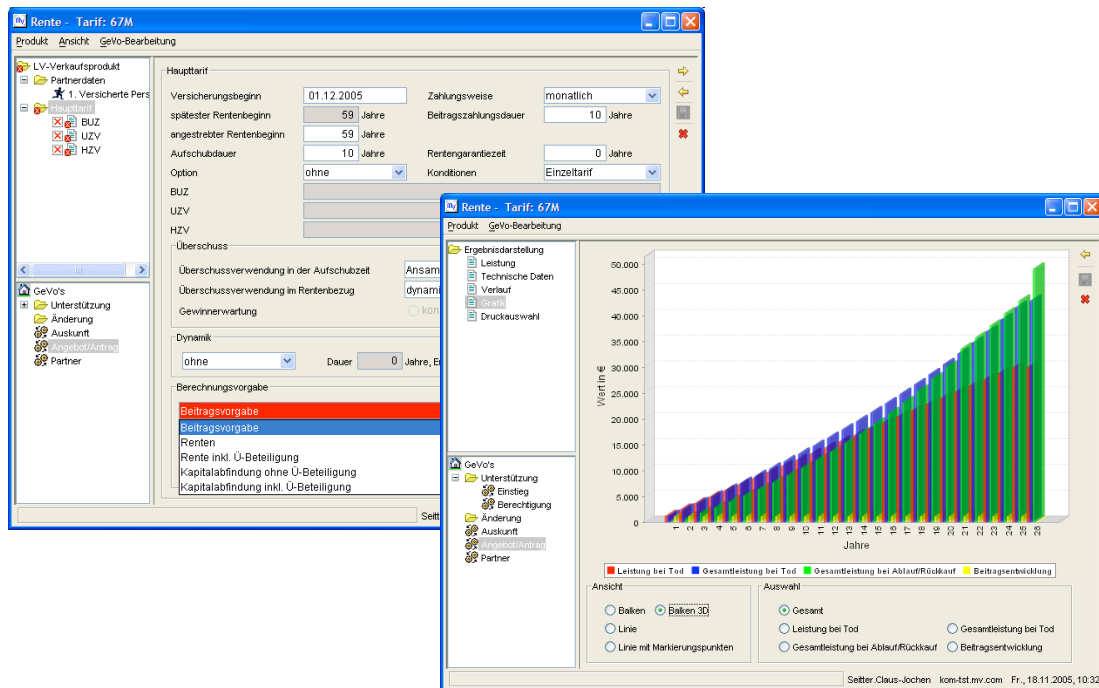 Rente - Tarif: 67M
Produkt Ansicht GeVo-Bearbeitung
LV-Verkaufsprodukt
Partnerdaten
1. Versicherte Pers
Haupttarif
BUZ
UZV
HZV
GeVo's
Unterstützung
Änderung
Auskunft
Angebot/Antrag
Partner
Haupttarif
Versicherungsbeginn 01.12.2005 Zahlungsweise monatlich
spätester Rentenbeginn 59 Jahre Beitragszahlungsdauer 10 Jahre
angestrebter Rentenbeginn 59 Jahre
Aufschubdauer 10 Jahre Rentengarantiezeit 0 Jahre
Option ohne Konditionen Einzeltarif
BUZ
UZV
HZV
Überschuss
Überschussverwendung in der Aufschubzeit Ansam
Überschussverwendung im Rentenbezug dynami
Gewinnerwartung kon
Dynamik
ohne Dauer 0 Jahre, Er
Berechnungsvorgabe
Beitragsvorgabe
Beitragsvorgabe
Renten
Rente inkl. Ü-Beteiligung
Kapitalabfindung ohne Ü-Beteiligung
Kapitalabfindung inkl. Ü-Beteiligung
Seitt
Rente - Tarif: 67M
Produkt GeVo-Bearbeitung
Ergebnisdarstellung
Leistung
Technische Daten
Verlauf
Grafik
Druckauswahl
GeVo's
Unterstützung
Einstieg
Berechtigung
Änderung
Auskunft
Angebot/Antrag
Partner
50.000
45.000
40.000
35.000
30.000
25.000
20.000
15.000
10.000
5.000
0
Wert in €
1 2 3 4 5 6 7 8 9 10 11 12 13 14 15 16 17 18 19 20 21 22 23 24 25 26
Jahre
Leistung bei Tod Gesamtleistung bei Tod Gesamtleistung bei Ablauf/Rückkauf Beitragsentwicklung
Ansicht
Balken Balken 3D
Linie
Linie mit Markierungspunkten
Auswahl
Gesamt
Leistung bei Tod Gesamtleistung bei Tod
Gesamtleistung bei Ablauf/Rückkauf Beitragsentwicklung
Seitter.Claus-Jochen kom-tst.mv.com Fr., 18.11.2005, 10:32